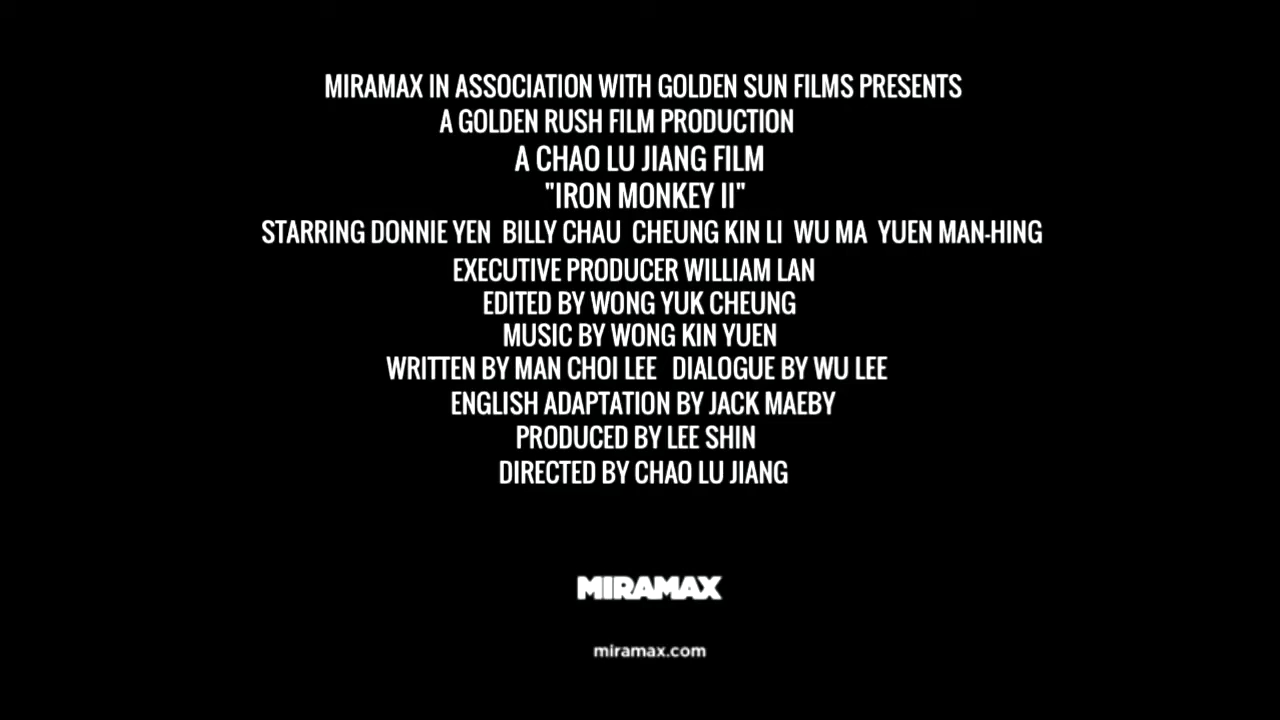 MIRAMAX IN ASSOCIATION WITH GOLDEN SUN FILMS PRESENTS
A GOLDEN RUSH FILM PRODUCTION
A CHAO LU JIANG FILM
"IRON MONKEY II"
STARRING DONNIE YEN BILLY CHAU CHEUNG KIN LI WU MA YUEN MAN-HING
EXECUTIVE PRODUCER WILLIAM LAN
EDITED BY WONG YUK CHEUNG
MUSIC BY WONG KIN YUEN
WRITTEN BY MAN CHOI LEE DIALOGUE BY WU LEE
ENGLISH ADAPTATION BY JACK MAEBY
PRODUCED BY LEE SHIN
DIRECTED BY CHAO LU JIANG
MIRAMAX
miramax.com